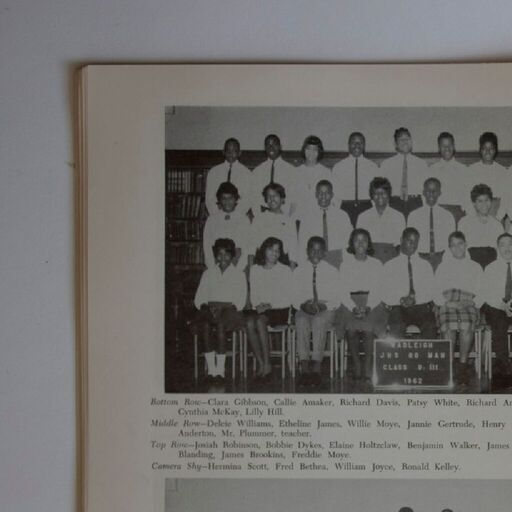 WADLEIGH
JHS 88 MAN
CLASS 9-111
1962
Bottom Row—Clara Gibbson, Callie Amaker, Richard Davis, Patsy White, Richard An
Cynthia McKay, Lilly Hill.
Middle Row—Delcie Williams, Etheline James, Willie Moye, Jannie Gertrude, Henry
Anderton, Mr. Plummer, teacher.
Top Row—Josiah Robinson, Bobbie Dykes, Elaine Holtzclaw, Benjamin Walker, James
Blanding, James Brookins, Freddie Moye.
Camera Shy—Hermina Scott, Fred Bethea, William Joyce, Ronald Kelley.